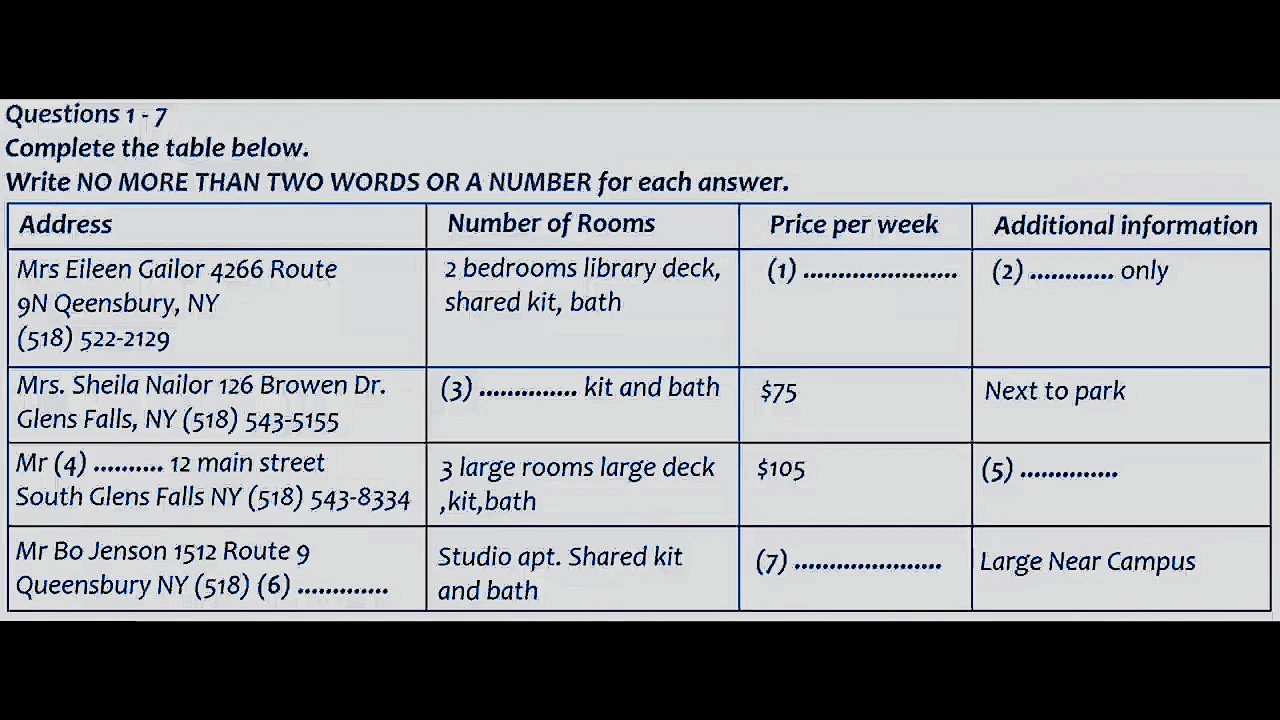 Questions 1 - 7
Complete the table below.
Write NO MORE THAN TWO WORDS OR A NUMBER for each answer.
Address Number of Rooms Price per week Additional information
Mrs Eileen Gailor 4266 Route
9N Qeensbury, NY
(518) 522-2129
2 bedrooms library deck,
shared kit, bath
(1) ......................
(2) ............ only
Mrs. Sheila Nailor 126 Browen Dr.
Glens Falls, NY (518) 543-5155
(3) .............. kit and bath
$75
Next to park
Mr (4) .......... 12 main street
South Glens Falls NY (518) 543-8334
3 large rooms large deck
,kit,bath
$105
(5) ..............
Mr Bo Jenson 1512 Route 9
Queensbury NY (518) (6) .............
Studio apt. Shared kit
and bath
(7) .....................
Large Near Campus